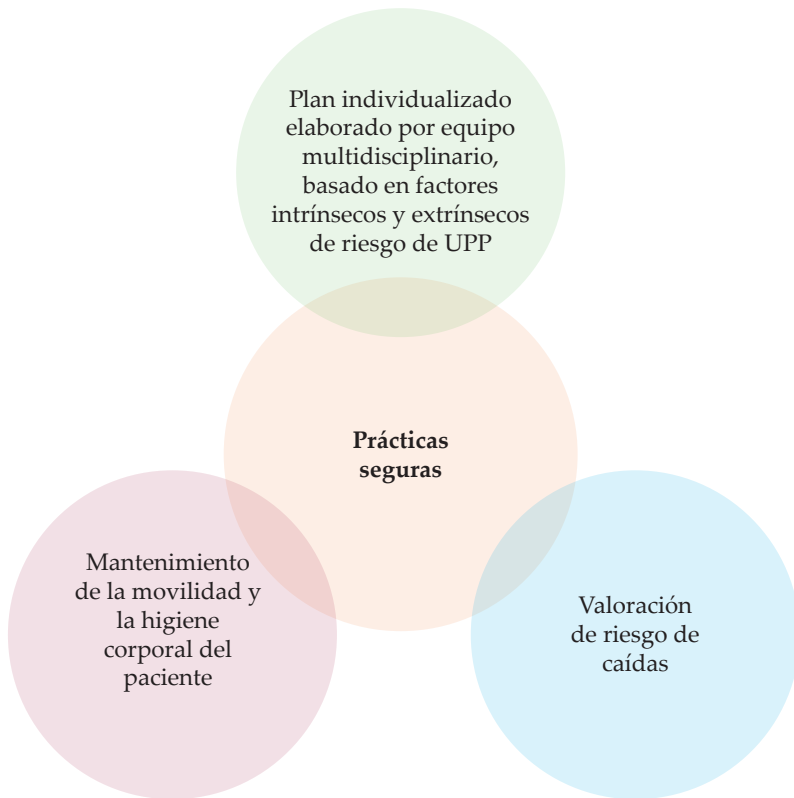 Plan individualizado
elaborado por equipo
multidisciplinario,
basado en factores
intrínsecos y extrínsecos
de riesgo de UPP
Prácticas
seguras
Mantenimiento
de la movilidad y
la higiene
corporal del
paciente
Valoración
de riesgo de
caídas